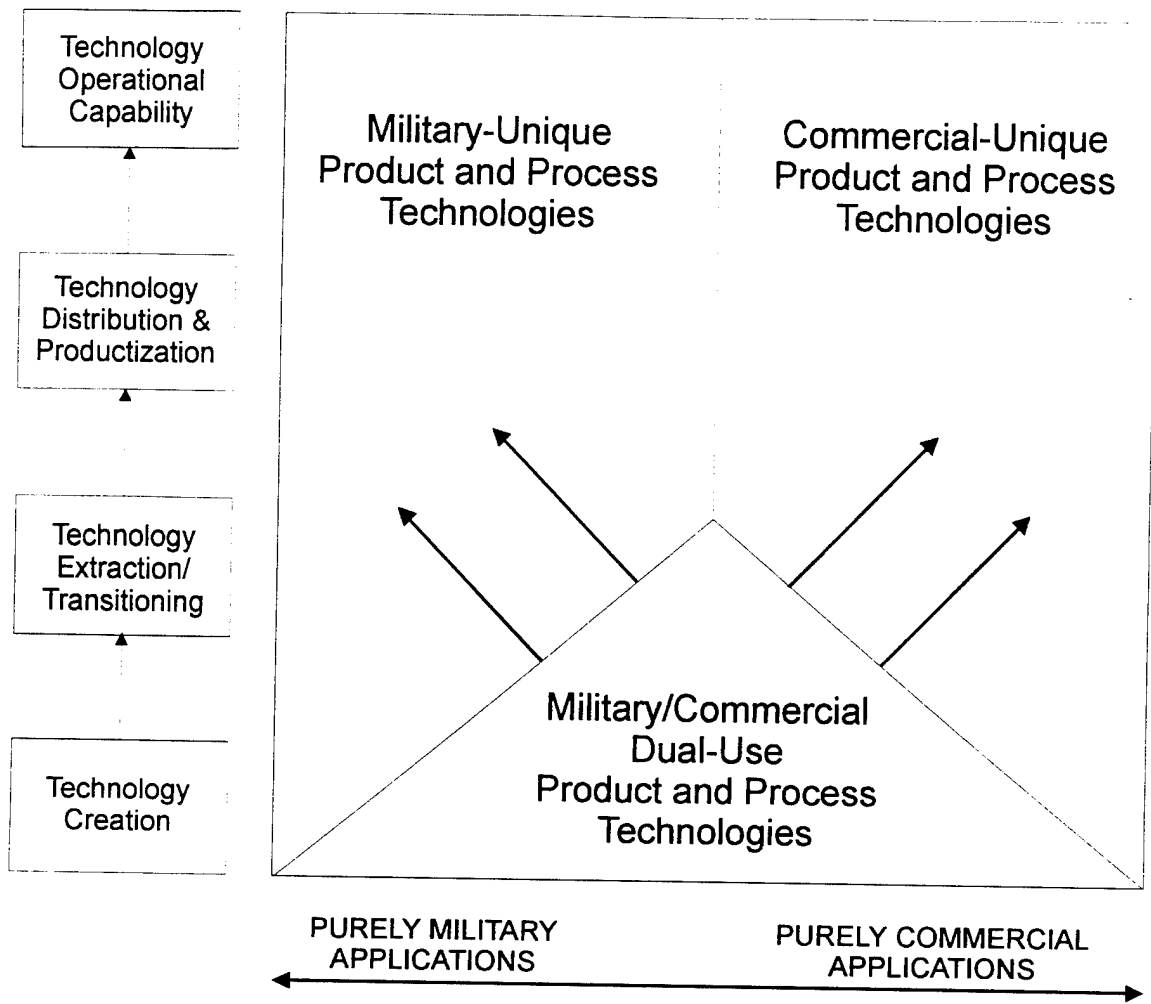 Technology
Operational
Capability
Technology
Distribution &
Productization
Technology
Extraction/
Transitioning
Technology
Creation
Military-Unique
Product and Process
Technologies
Commercial-Unique
Product and Process
Technologies
Military/Commercial
Dual-Use
Product and Process
Technologies
PURELY MILITARY
APPLICATIONS
PURELY COMMERCIAL
APPLICATIONS